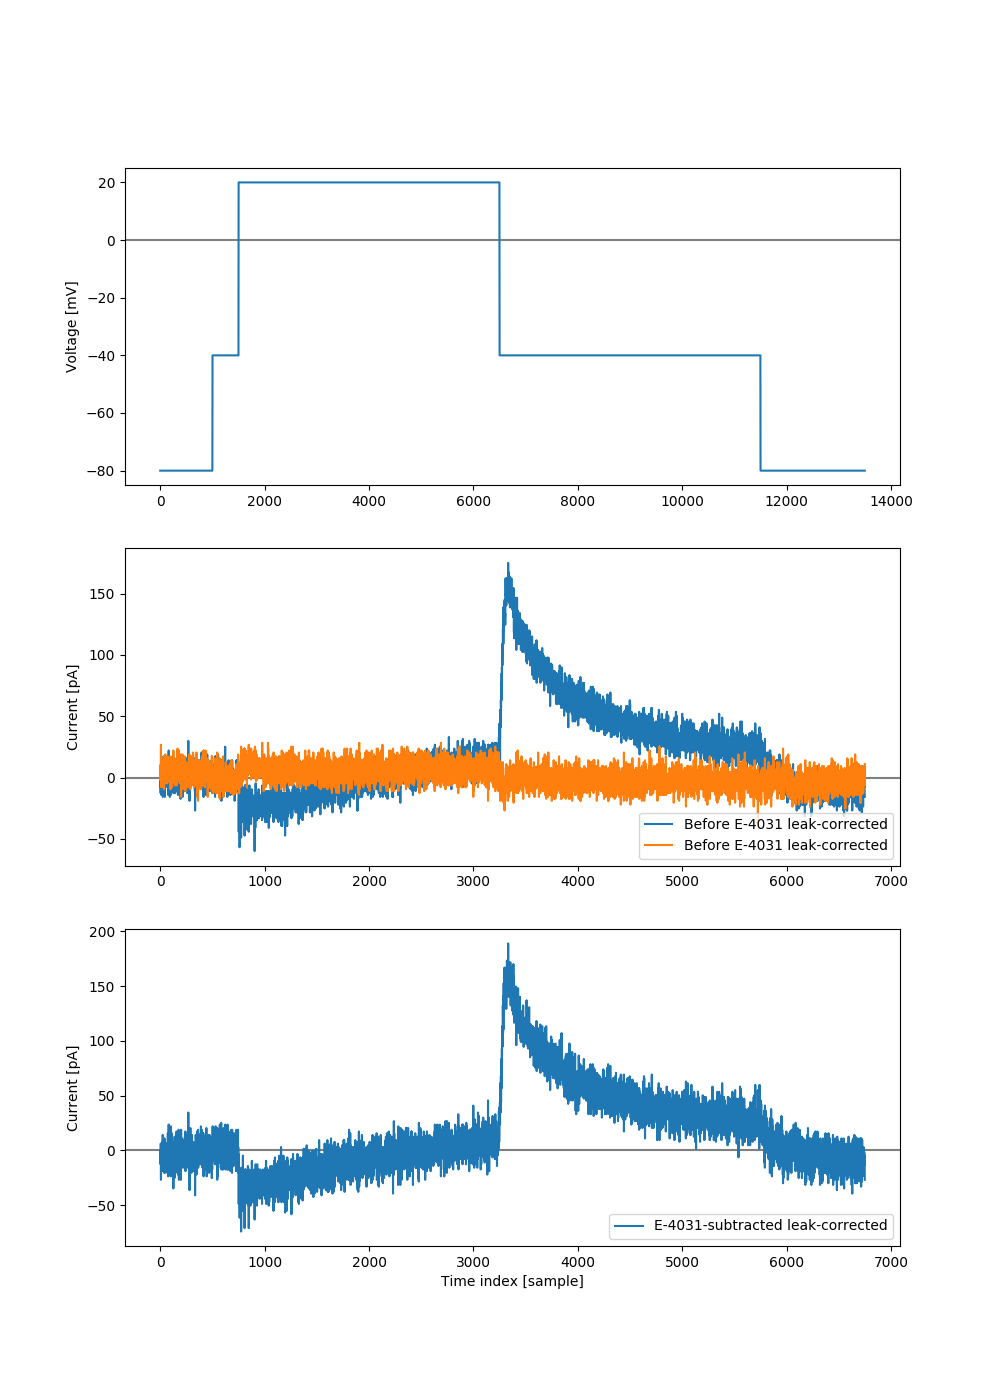 20
0
−20
−40
−60
−80
Voltage [mV]
0 2000 4000 6000 8000 10000 12000 14000
150
100
50
0
−50
Current [pA]
Before E-4031 leak-corrected
Before E-4031 leak-corrected
0 1000 2000 3000 4000 5000 6000 7000
200
150
100
50
0
−50
Current [pA]
E-4031-subtracted leak-corrected
0 1000 2000 3000 4000 5000 6000 7000
Time index [sample]